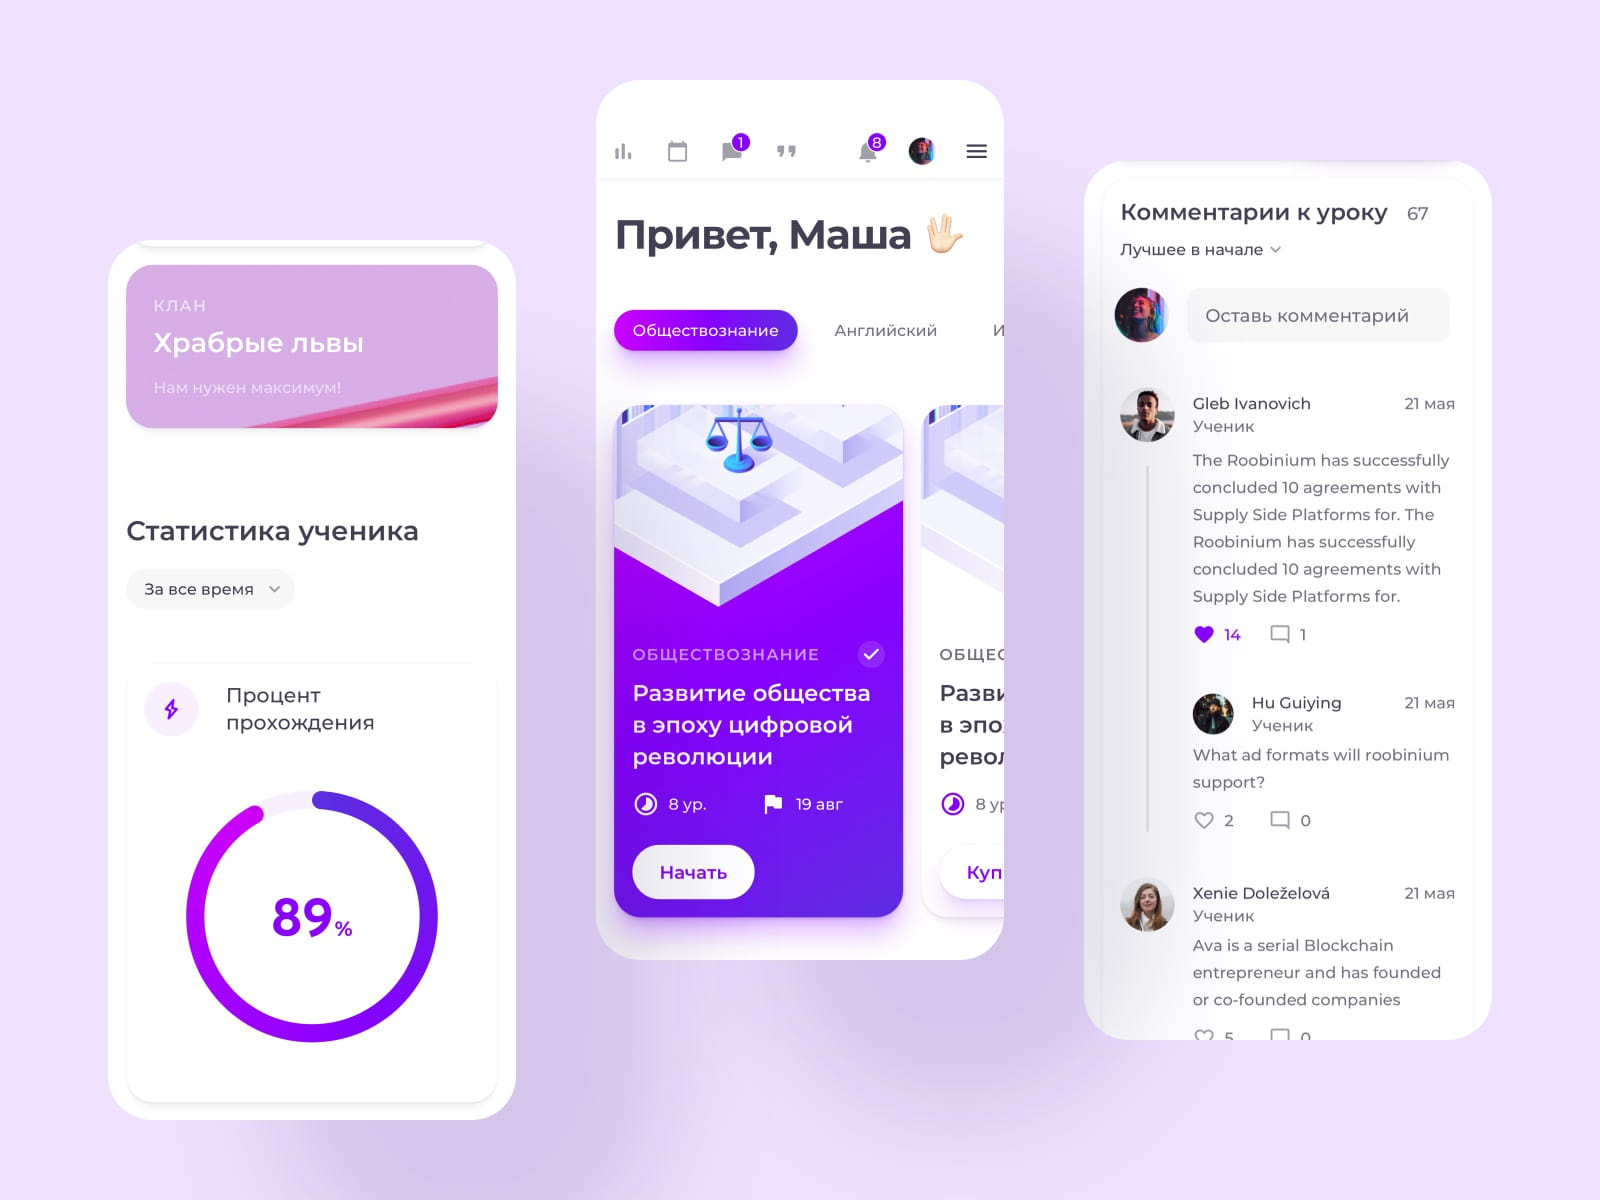 КЛАН
Храбрые львы
Нам нужен максимум!
Статистика ученика
За все время
Процент
прохождения
89%
1
8
Привет, Маша
Обществознание
Английский
И
ОБЩЕСТВОЗНАНИЕ
Развитие общества
в эпоху цифровой
революции
8 ур.
19 авг
Начать
ОБЩЕС
Разви
в эпо
револ
8 ур
Куп
Комментарии к уроку 67
Лучшее в начале
Оставь комментарий
Gleb Ivanovich 21 мая
Ученик
The Roobinium has successfully
concluded 10 agreements with
Supply Side Platforms for. The
Roobinium has successfully
concluded 10 agreements with
Supply Side Platforms for.
14 1
Hu Guiying 21 мая
Ученик
What ad formats will roobinium
support?
2 0
Xenie Doleželová 21 мая
Ученик
Ava is a serial Blockchain
entrepreneur and has founded
or co-founded companies
5 0